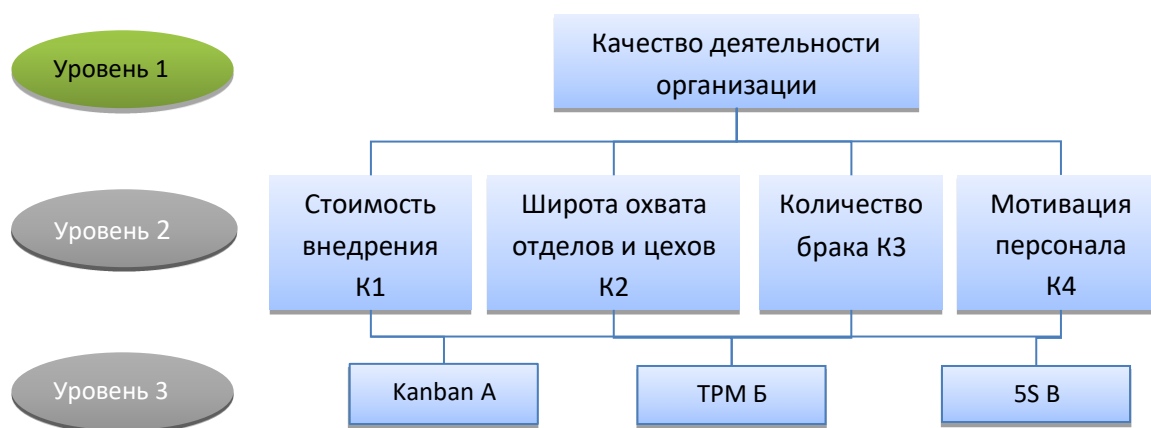 Уровень 1
Качество деятельности
организации
Уровень 2
Стоимость
внедрения
К1
Широта охвата
отделов и цехов
К2
Количество
брака К3
Мотивация
персонала
К4
Уровень 3
Kanban А
ТРМ Б
5S В